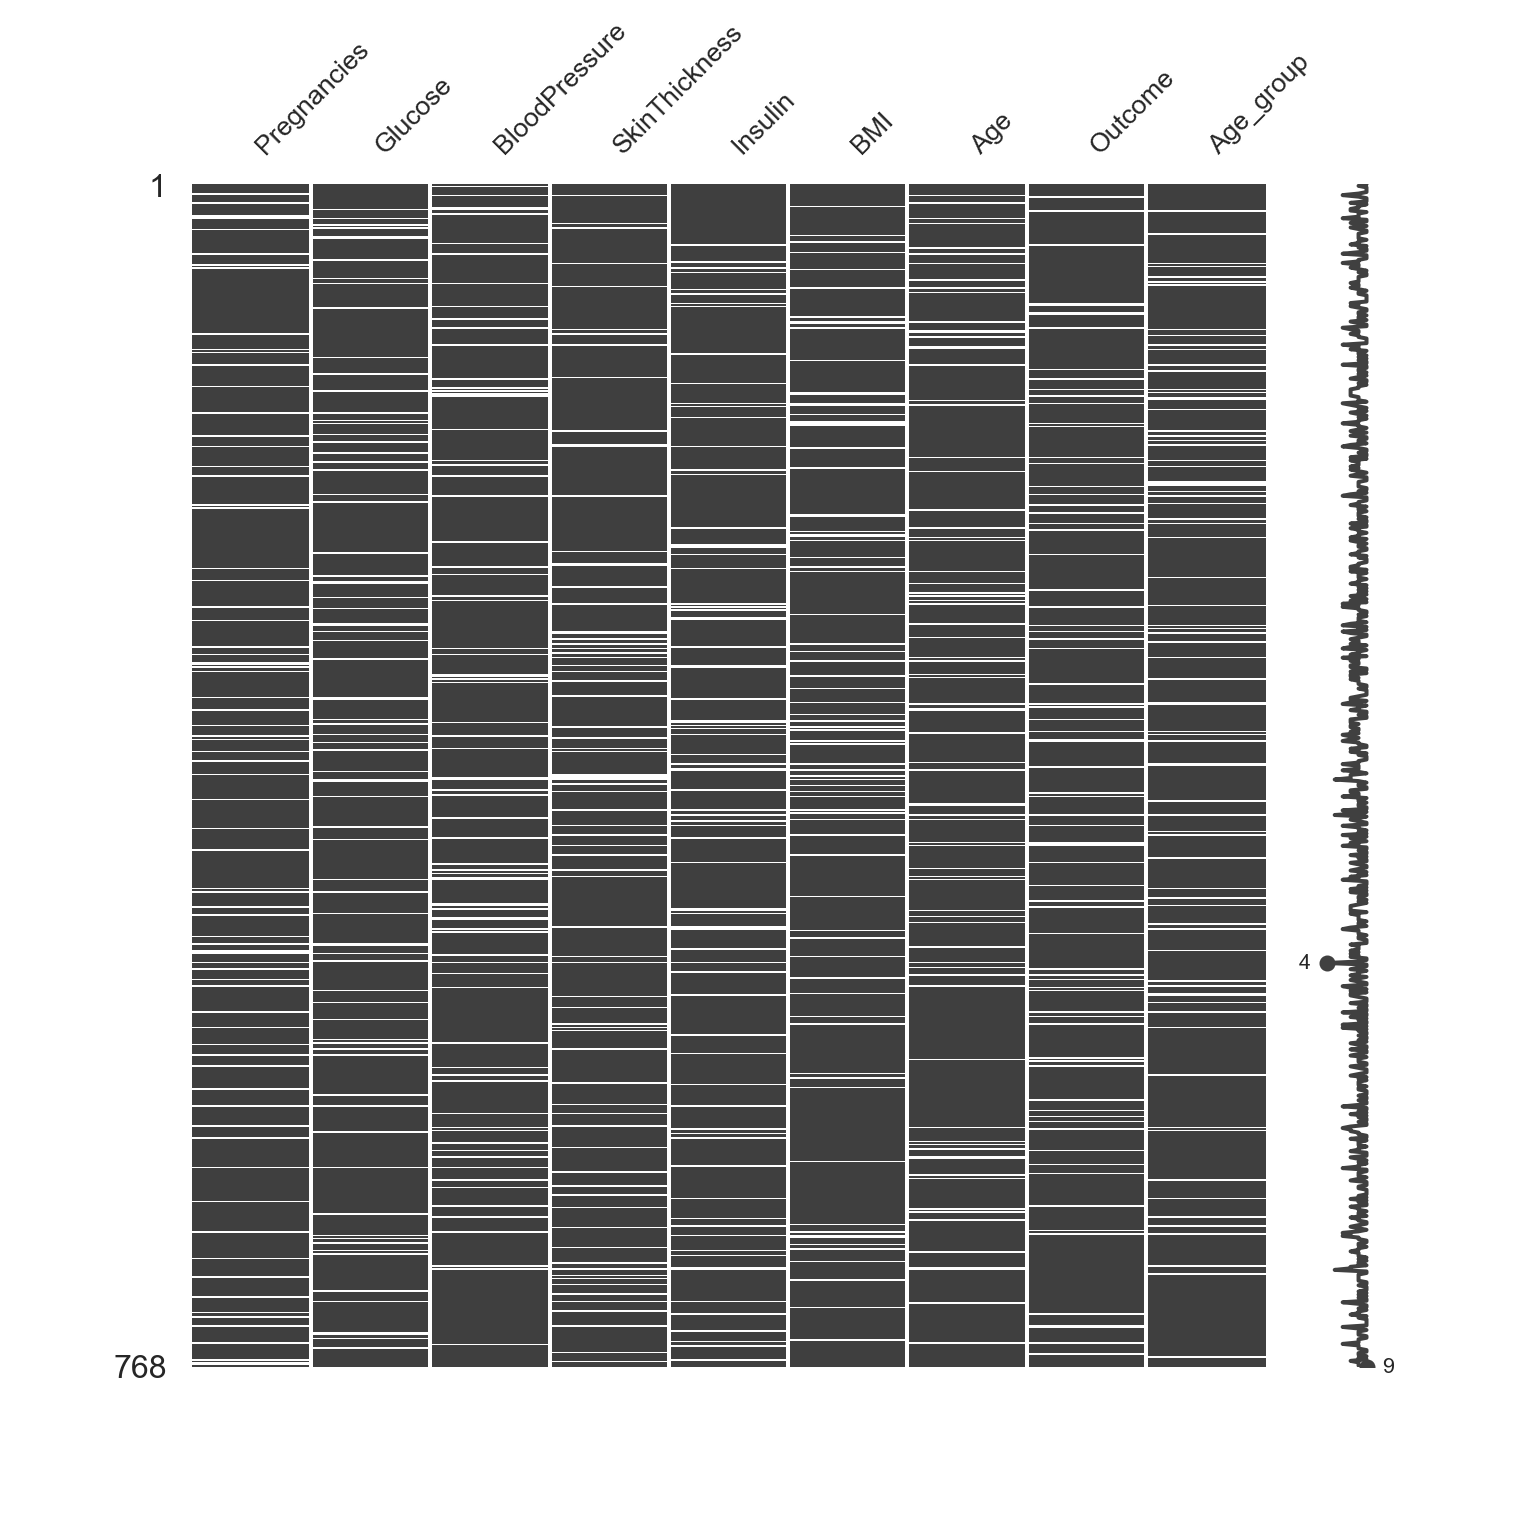 Pregnancies
Glucose
BloodPressure
SkinThickness
Insulin
BMI
Age
Outcome
Age_group
1
4
768
9